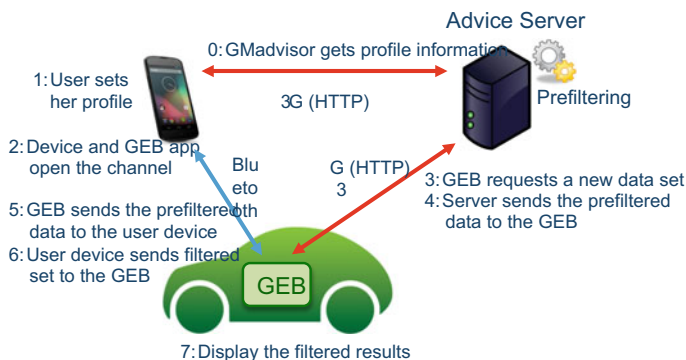 Advice Server
0:GMadvisor gets profile information
1:User sets
her profile
3G (HTTP)
Prefiltering
2:Device and GEB app
open the channel
Blu
eto
oth
G (HTTP)
3
3:GEB requests a new data set
4:Server sends the prefiltered
data to the GEB
5:GEB sends the prefiltered
data to the user device
6:User device sends filtered
set to the GEB
GEB
7:Display the filtered results